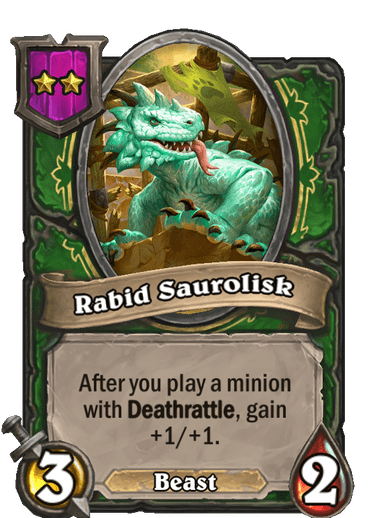 Rabid Saurolisk
After you play a minion
with Deathrattle, gain
+1/+1.
3
Beast
2